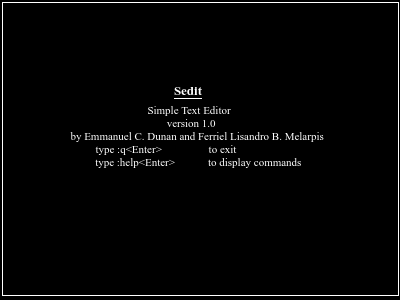 Sedit
Simple Text Editor
version 1.0
by Emmanuel C. Dunan and Ferriel Lisandro B. Melarpis
type :q<Enter> to exit
type :help<Enter> to display commands